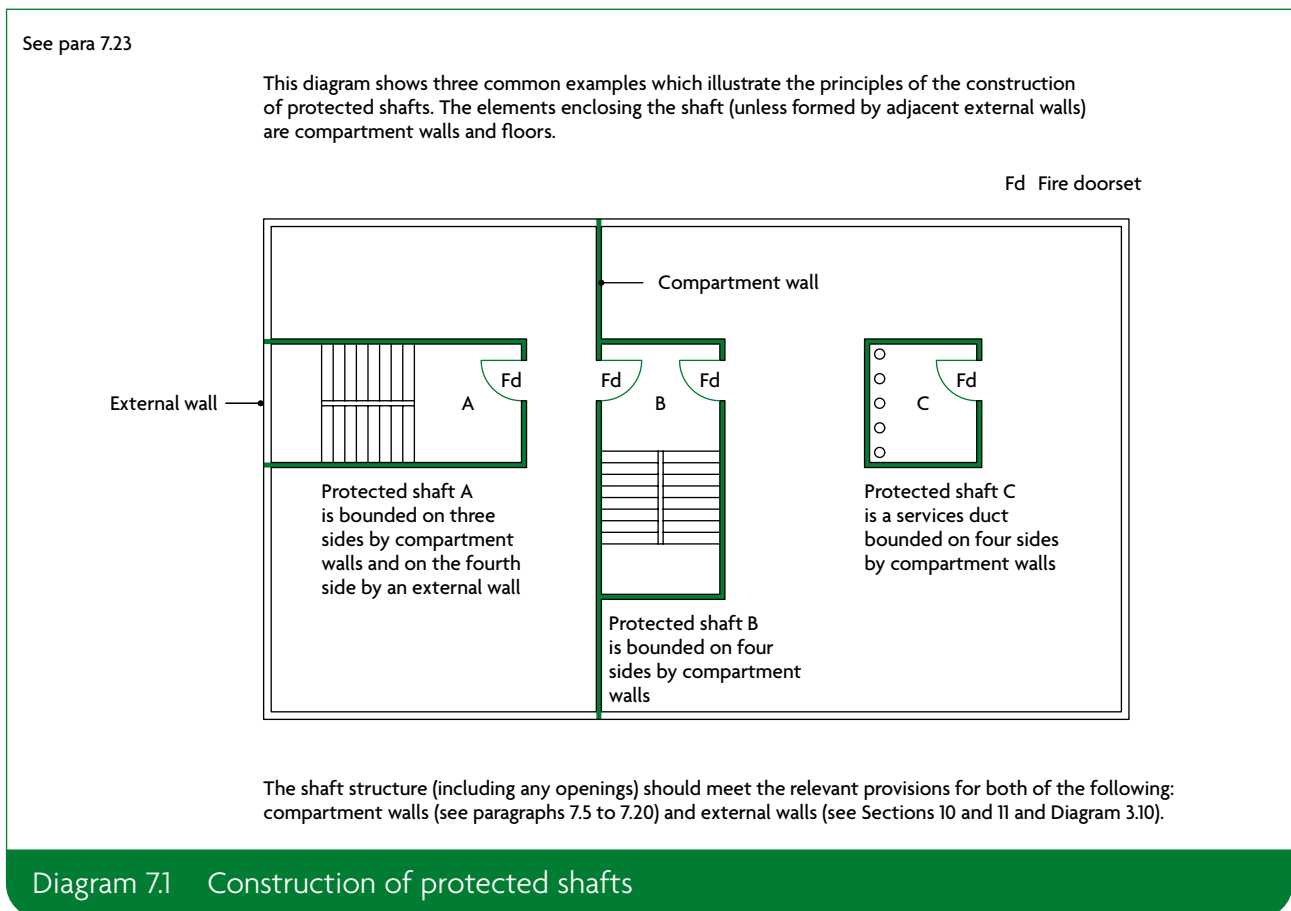 See para 7.23
This diagram shows three common examples which illustrate the principles of the construction
of protected shafts. The elements enclosing the shaft (unless formed by adjacent external walls)
are compartment walls and floors.
Fd Fire doorset
Compartment wall
External wall
Fd
A
Fd
B
Fd
C
Fd
Protected shaft A
is bounded on three
sides by compartment
walls and on the fourth
side by an external wall
Protected shaft B
is bounded on four
sides by compartment
walls
Protected shaft C
is a services duct
bounded on four sides
by compartment walls
The shaft structure (including any openings) should meet the relevant provisions for both of the following:
compartment walls (see paragraphs 7.5 to 7.20) and external walls (see Sections 10 and 11 and Diagram 3.10).
Diagram 7.1 Construction of protected shafts